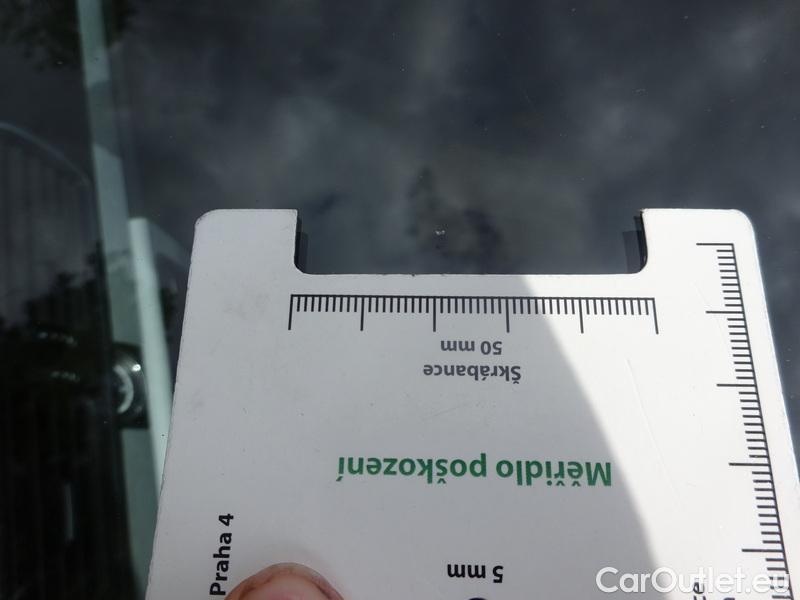 50 mm
Škrábance
Měřidlo poškození
Praha 4
5 mm
CarOutlet.eu